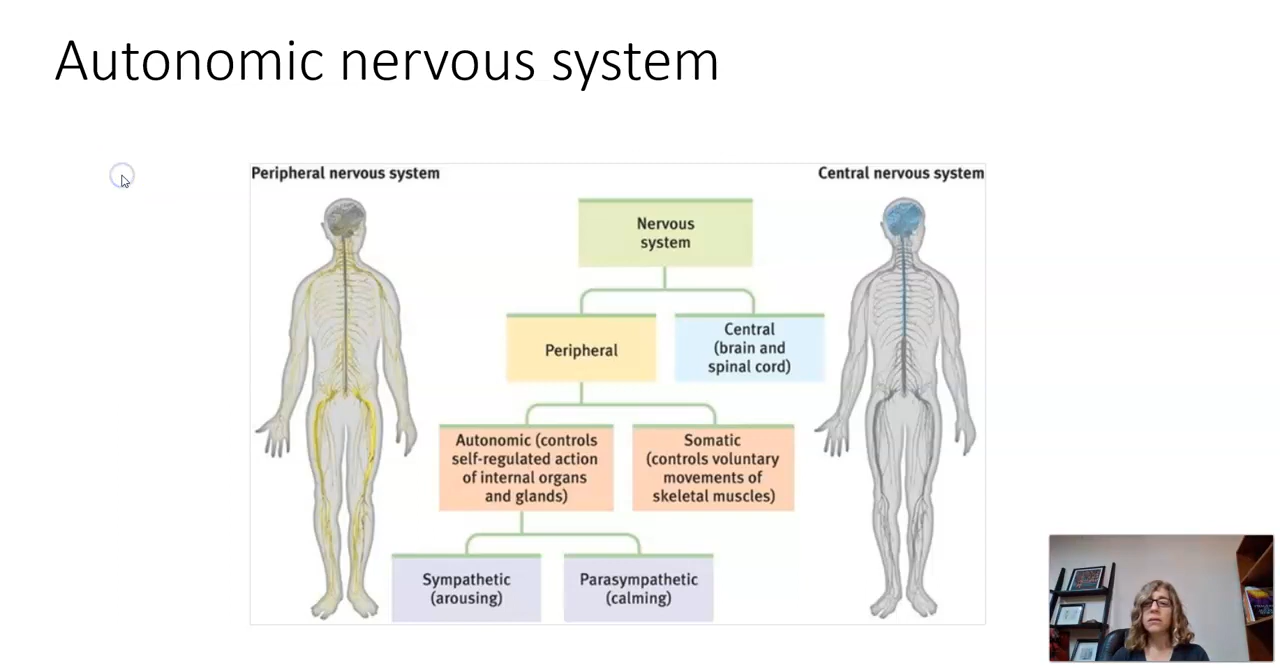 Autonomic nervous system
Peripheral nervous system
Central nervous system
Nervous
system
Peripheral
Central
(brain and
spinal cord)
Autonomic (controls
self-regulated action
of internal organs
and glands)
Somatic
(controls voluntary
movements of
skeletal muscles)
Sympathetic
(arousing)
Parasympathetic
(calming)